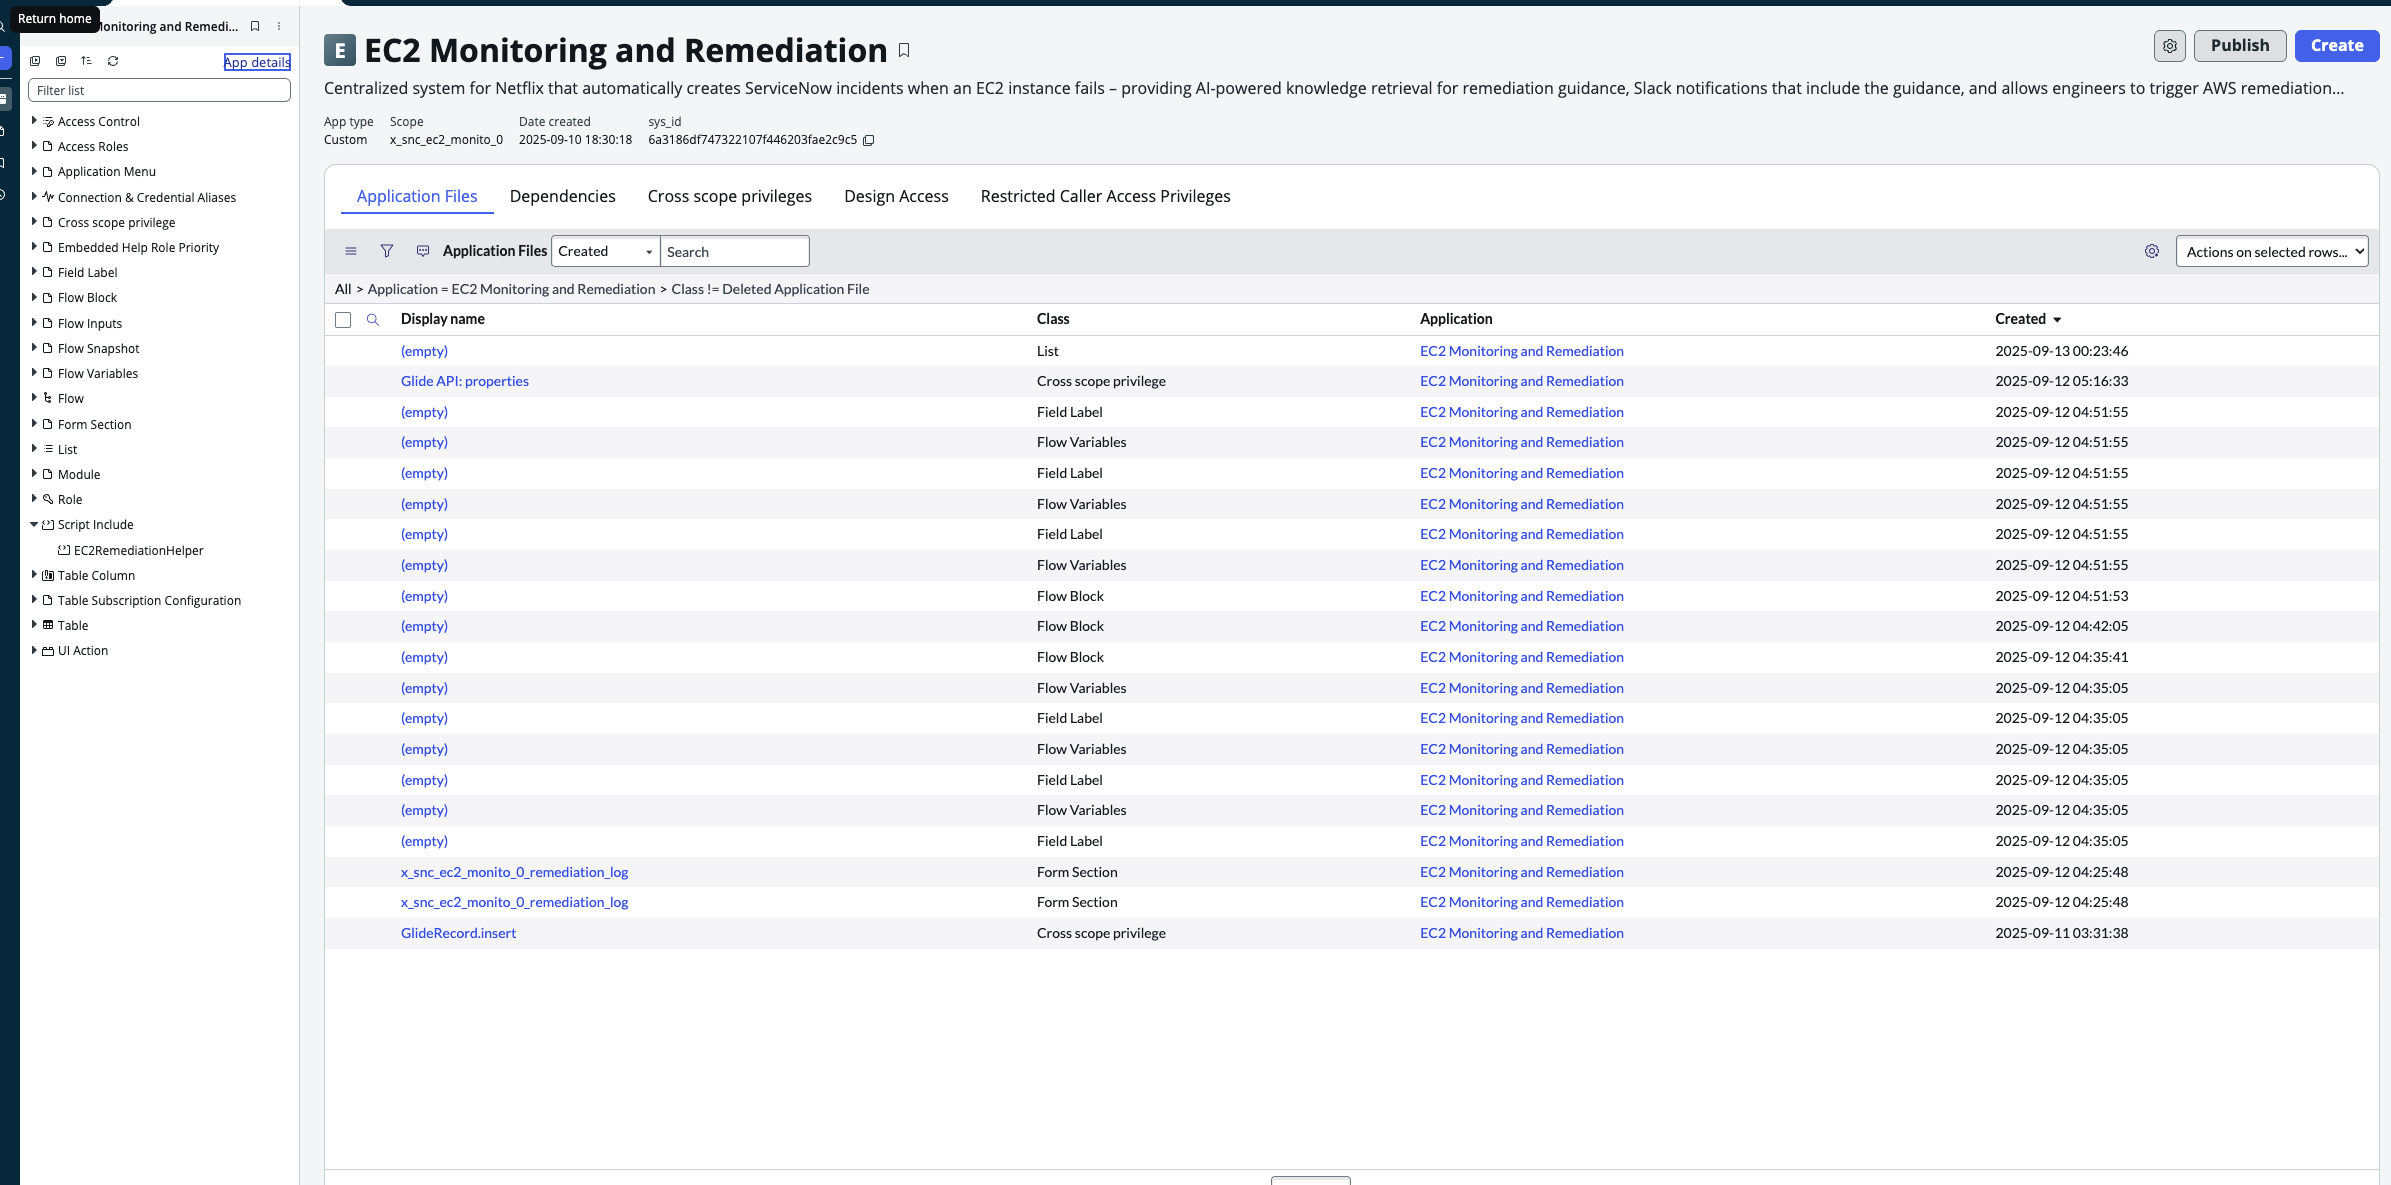 Return home
Monitoring and Remedi...
App details
Filter list
Access Control
Access Roles
Application Menu
Connection & Credential Aliases
Cross scope privilege
Embedded Help Role Priority
Field Label
Flow Block
Flow Inputs
Flow Snapshot
Flow Variables
Flow
Form Section
List
Module
Role
Script Include
EC2RemediationHelper
Table Column
Table Subscription Configuration
Table
UI Action
E EC2 Monitoring and Remediation
Publish
Create
Centralized system for Netflix that automatically creates ServiceNow incidents when an EC2 instance fails – providing AI-powered knowledge retrieval for remediation guidance, Slack notifications that include the guidance, and allows engineers to trigger AWS remediation...
App type Scope Date created sys_id
Custom x_snc_ec2_monito_0 2025-09-10 18:30:18 6a3186df747322107f446203fae2c9c5
Application Files Dependencies Cross scope privileges Design Access Restricted Caller Access Privileges
Application Files Created Search Actions on selected rows...
All > Application = EC2 Monitoring and Remediation > Class != Deleted Application File
Display name Class Application Created
(empty) List EC2 Monitoring and Remediation 2025-09-13 00:23:46
Glide API: properties Cross scope privilege EC2 Monitoring and Remediation 2025-09-12 05:16:33
(empty) Field Label EC2 Monitoring and Remediation 2025-09-12 04:51:55
(empty) Flow Variables EC2 Monitoring and Remediation 2025-09-12 04:51:55
(empty) Field Label EC2 Monitoring and Remediation 2025-09-12 04:51:55
(empty) Flow Variables EC2 Monitoring and Remediation 2025-09-12 04:51:55
(empty) Field Label EC2 Monitoring and Remediation 2025-09-12 04:51:55
(empty) Flow Variables EC2 Monitoring and Remediation 2025-09-12 04:51:55
(empty) Flow Block EC2 Monitoring and Remediation 2025-09-12 04:51:53
(empty) Flow Block EC2 Monitoring and Remediation 2025-09-12 04:42:05
(empty) Flow Block EC2 Monitoring and Remediation 2025-09-12 04:35:41
(empty) Flow Variables EC2 Monitoring and Remediation 2025-09-12 04:35:05
(empty) Field Label EC2 Monitoring and Remediation 2025-09-12 04:35:05
(empty) Flow Variables EC2 Monitoring and Remediation 2025-09-12 04:35:05
(empty) Field Label EC2 Monitoring and Remediation 2025-09-12 04:35:05
(empty) Flow Variables EC2 Monitoring and Remediation 2025-09-12 04:35:05
(empty) Field Label EC2 Monitoring and Remediation 2025-09-12 04:35:05
x_snc_ec2_monito_0_remediation_log Form Section EC2 Monitoring and Remediation 2025-09-12 04:25:48
x_snc_ec2_monito_0_remediation_log Form Section EC2 Monitoring and Remediation 2025-09-12 04:25:48
GlideRecord.insert Cross scope privilege EC2 Monitoring and Remediation 2025-09-11 03:31:38